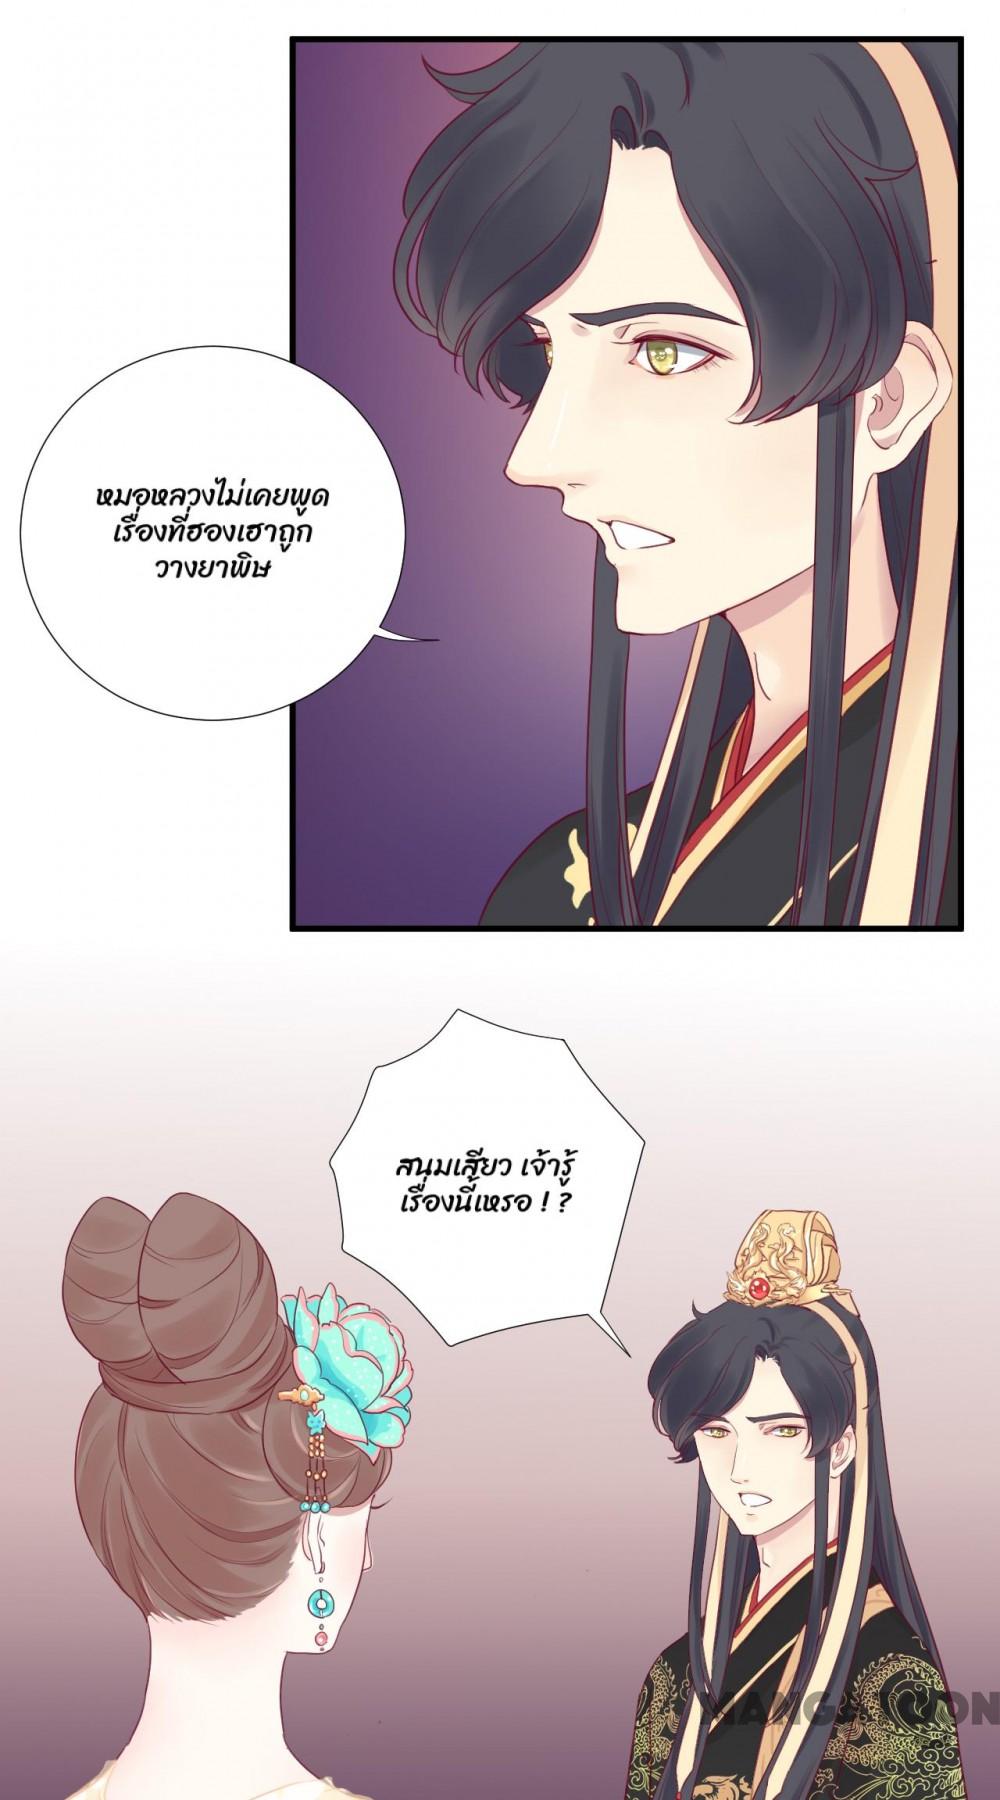 หมอหลวงไม่เคยพูด
เรื่องที่ฮองเฮาถูก
วางยาพิษ
สนมเสียว เจ้ารู้
เรื่องนี้เหรอ ! ?
MANGATOON